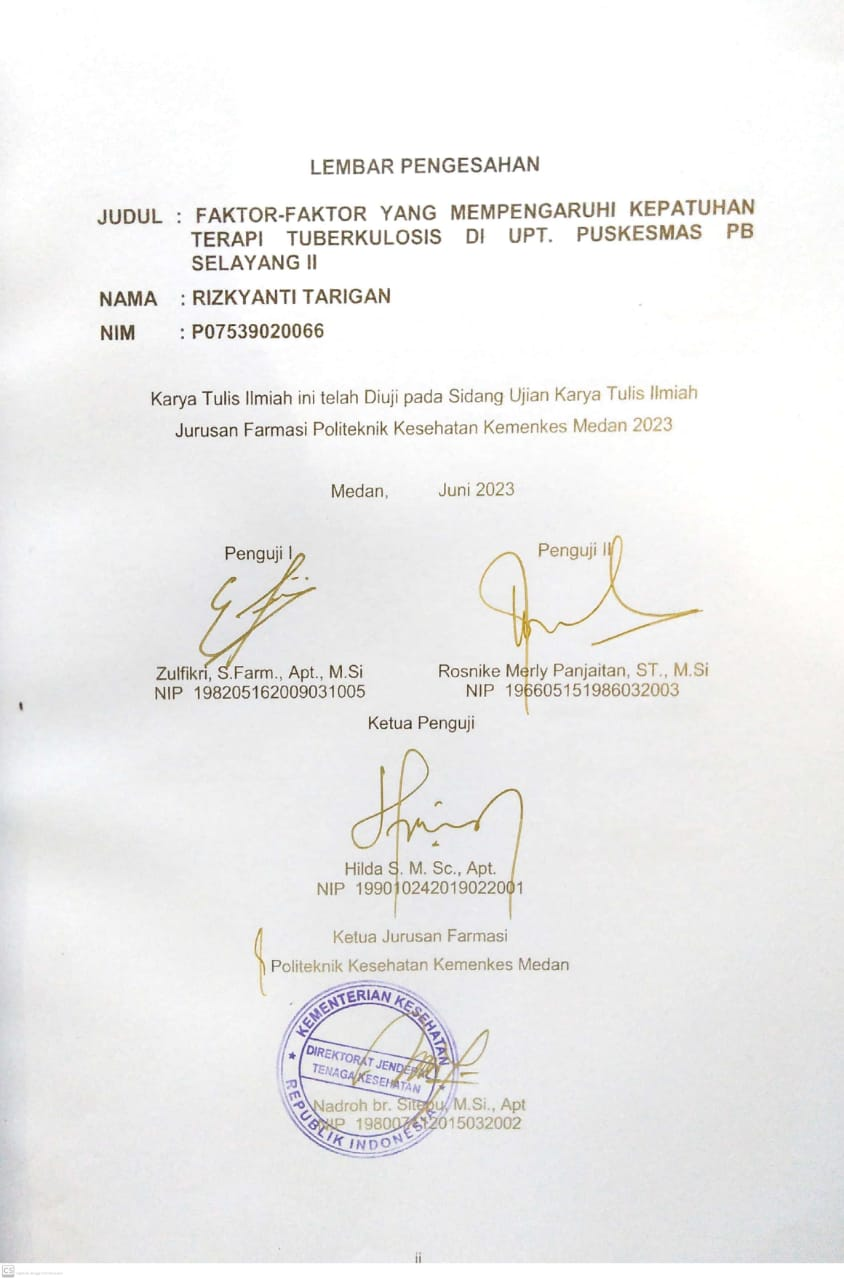 LEMBAR PENGESAHAN
JUDUL : FAKTOR-FAKTOR YANG MEMPENGARUHI KEPATUHAN
TERAPI TUBERKULOSIS DI UPT. PUSKESMAS PB
SELAYANG II
NAMA : RIZKYANTI TARIGAN
NIM : P07539020066
Karya Tulis Ilmiah ini telah Diuji pada Sidang Ujian Karya Tulis Ilmiah
Jurusan Farmasi Politeknik Kesehatan Kemenkes Medan 2023
Medan, Juni 2023
Penguji I
Penguji II
Zulfikri, S.Farm., Apt., M.Si
NIP 198205162009031005
Rosnike Merly Panjaitan, ST., M.Si
NIP 196605151986032003
Ketua Penguji
Hilda S. M. Sc., Apt.
NIP 199010242019022001
Ketua Jurusan Farmasi
Politeknik Kesehatan Kemenkes Medan
KEMENTERIAN KESEHATAN
DIREKTORAT JENDERAL
TENAGA KESEHATAN
REPUBLIK INDONESIA
Nadroh br. Sitepu, M.Si., Apt
NIP
ii
CS